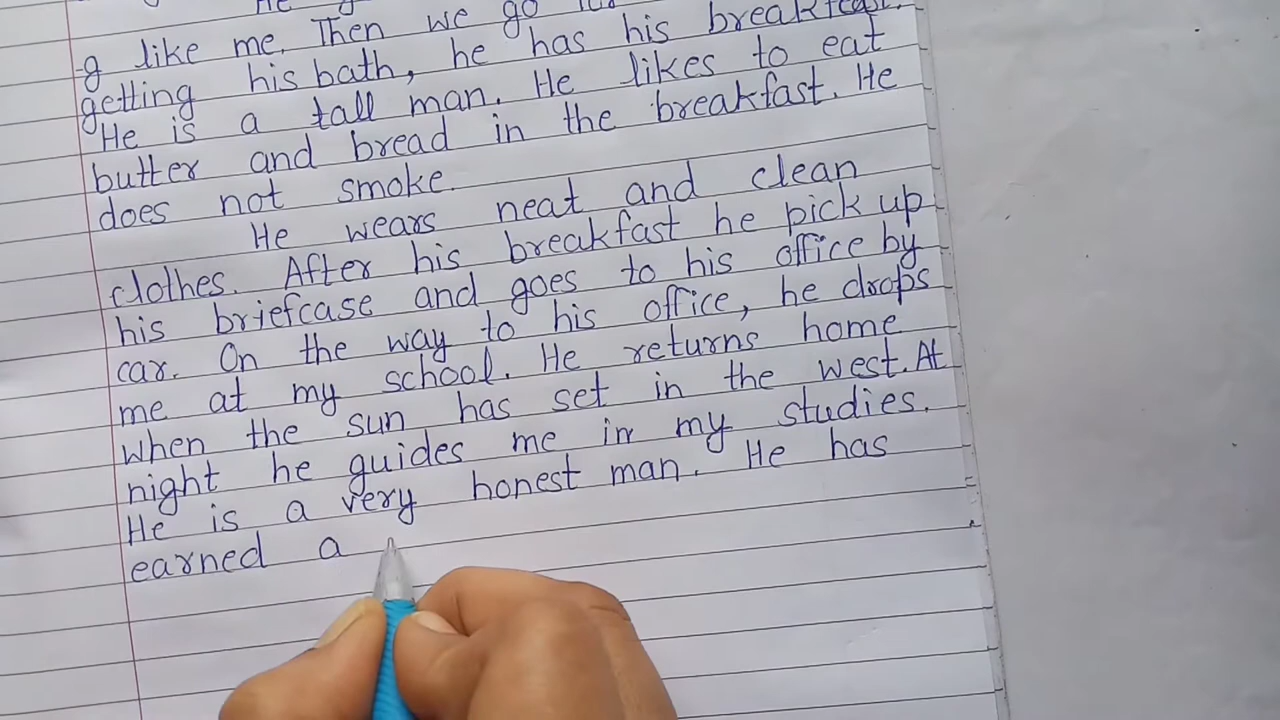 He
g like me. Then we go
getting his bath, he has his breakfast.
He is a tall man. He likes to eat
butter and bread in the breakfast. He
does not smoke.
He wears neat and clean
clothes. After his breakfast he pick up
his briefcase and goes to his office by
car. On the way to his office, he drops
me at my school. He returns home
when the sun has set in the west. At
night he guides me in my studies.
He is a very honest man. He has
earned a